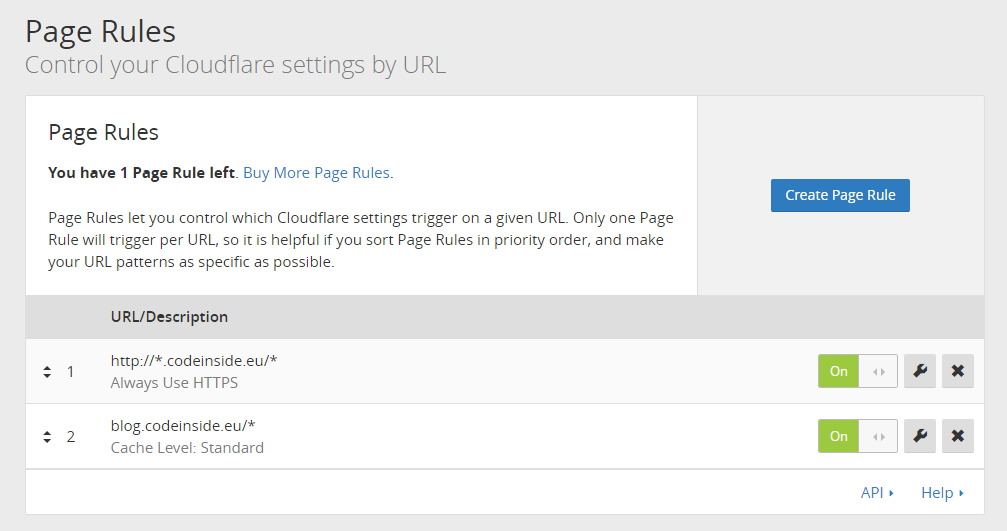 Page Rules
Control your Cloudflare settings by URL
Page Rules
You have 1 Page Rule left. Buy More Page Rules.
Create Page Rule
Page Rules let you control which Cloudflare settings trigger on a given URL. Only one Page
Rule will trigger per URL, so it is helpful if you sort Page Rules in priority order, and make
your URL patterns as specific as possible.
URL/Description
1 http://*.codeinside.eu/* On
Always Use HTTPS
2 blog.codeinside.eu/* On
Cache Level: Standard
API Help